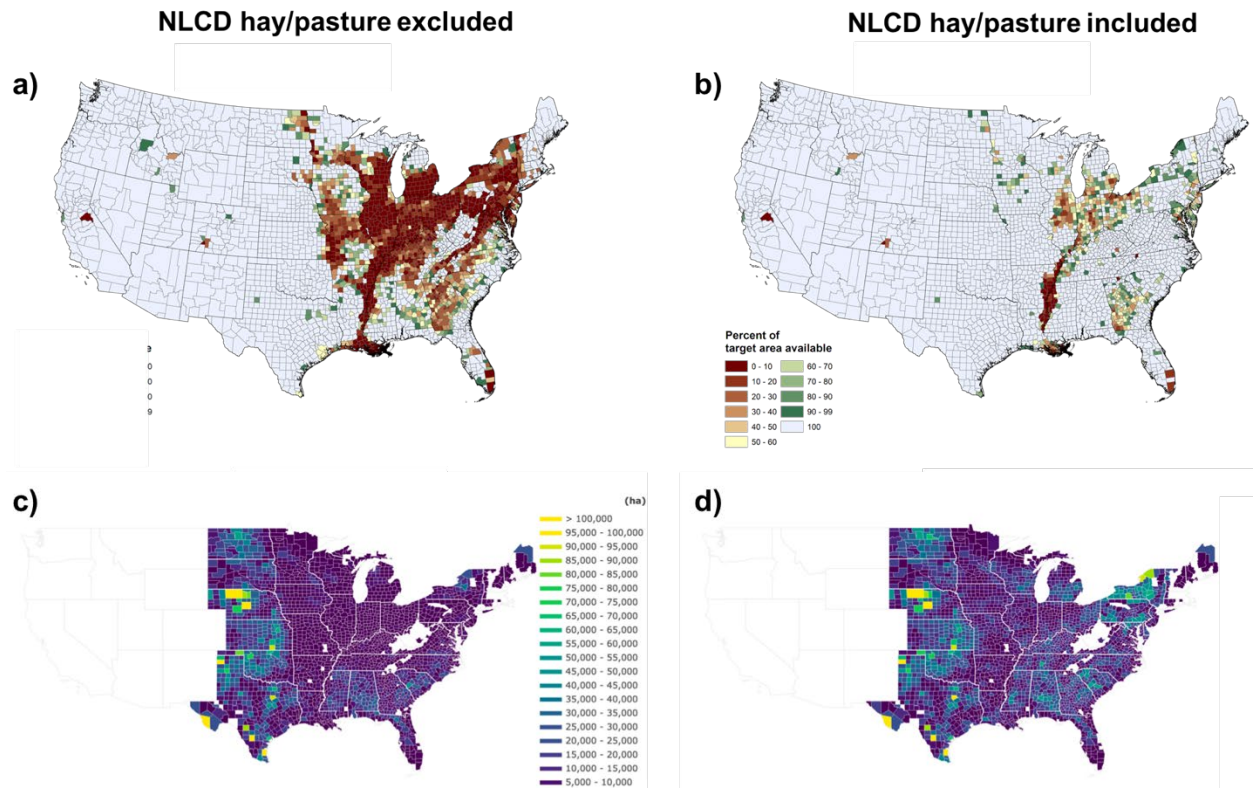 NLCD hay/pasture excluded
NLCD hay/pasture included
a)
b)
e
0
0
0
9
Percent of
target area available
0 - 10
60 - 70
10 - 20
70 - 80
20 - 30
80 - 90
30 - 40
90 - 99
40 - 50
100
50 - 60
c)
d)
(ha)
> 100,000
95,000 - 100,000
90,000 - 95,000
85,000 - 90,000
80,000 - 85,000
75,000 - 80,000
70,000 - 75,000
65,000 - 70,000
60,000 - 65,000
55,000 - 60,000
50,000 - 55,000
45,000 - 50,000
40,000 - 45,000
35,000 - 40,000
30,000 - 35,000
25,000 - 30,000
20,000 - 25,000
15,000 - 20,000
10,000 - 15,000
5,000 - 10,000